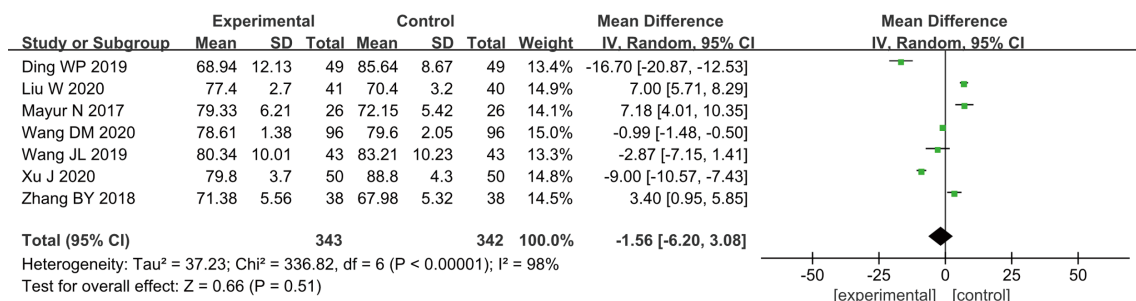 Experimental Control Mean Difference Mean Difference
Study or Subgroup Mean SD Total Mean SD Total Weight IV, Random, 95% CI IV, Random, 95% CI
Ding WP 2019 68.94 12.13 49 85.64 8.67 49 13.4% -16.70 [-20.87, -12.53]
Liu W 2020 77.4 2.7 41 70.4 3.2 40 14.9% 7.00 [5.71, 8.29]
Mayur N 2017 79.33 6.21 26 72.15 5.42 26 14.1% 7.18 [4.01, 10.35]
Wang DM 2020 78.61 1.38 96 79.6 2.05 96 15.0% -0.99 [-1.48, -0.50]
Wang JL 2019 80.34 10.01 43 83.21 10.23 43 13.3% -2.87 [-7.15, 1.41]
Xu J 2020 79.8 3.7 50 88.8 4.3 50 14.8% -9.00 [-10.57, -7.43]
Zhang BY 2018 71.38 5.56 38 67.98 5.32 38 14.5% 3.40 [0.95, 5.85]
Total (95% CI) 343 342 100.0% -1.56 [-6.20, 3.08]
Heterogeneity: Tau² = 37.23; Chi² = 336.82, df = 6 (P < 0.00001); I² = 98%
Test for overall effect: Z = 0.66 (P = 0.51)
-50 -25 0 25 50
[experimental] [control]